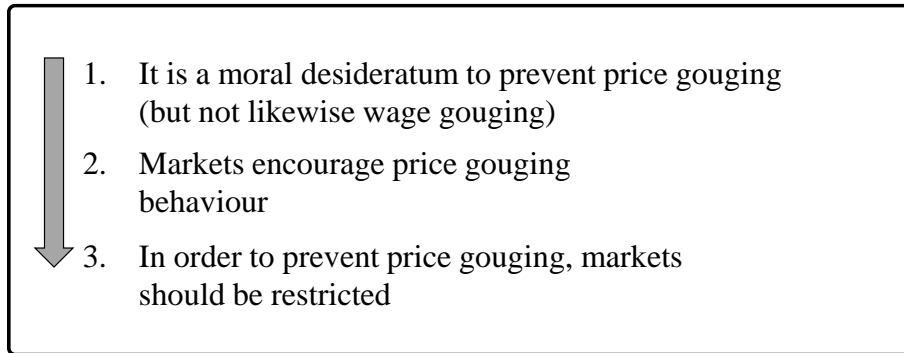 1. It is a moral desideratum to prevent price gouging
(but not likewise wage gouging)
2. Markets encourage price gouging
behaviour
3. In order to prevent price gouging, markets
should be restricted